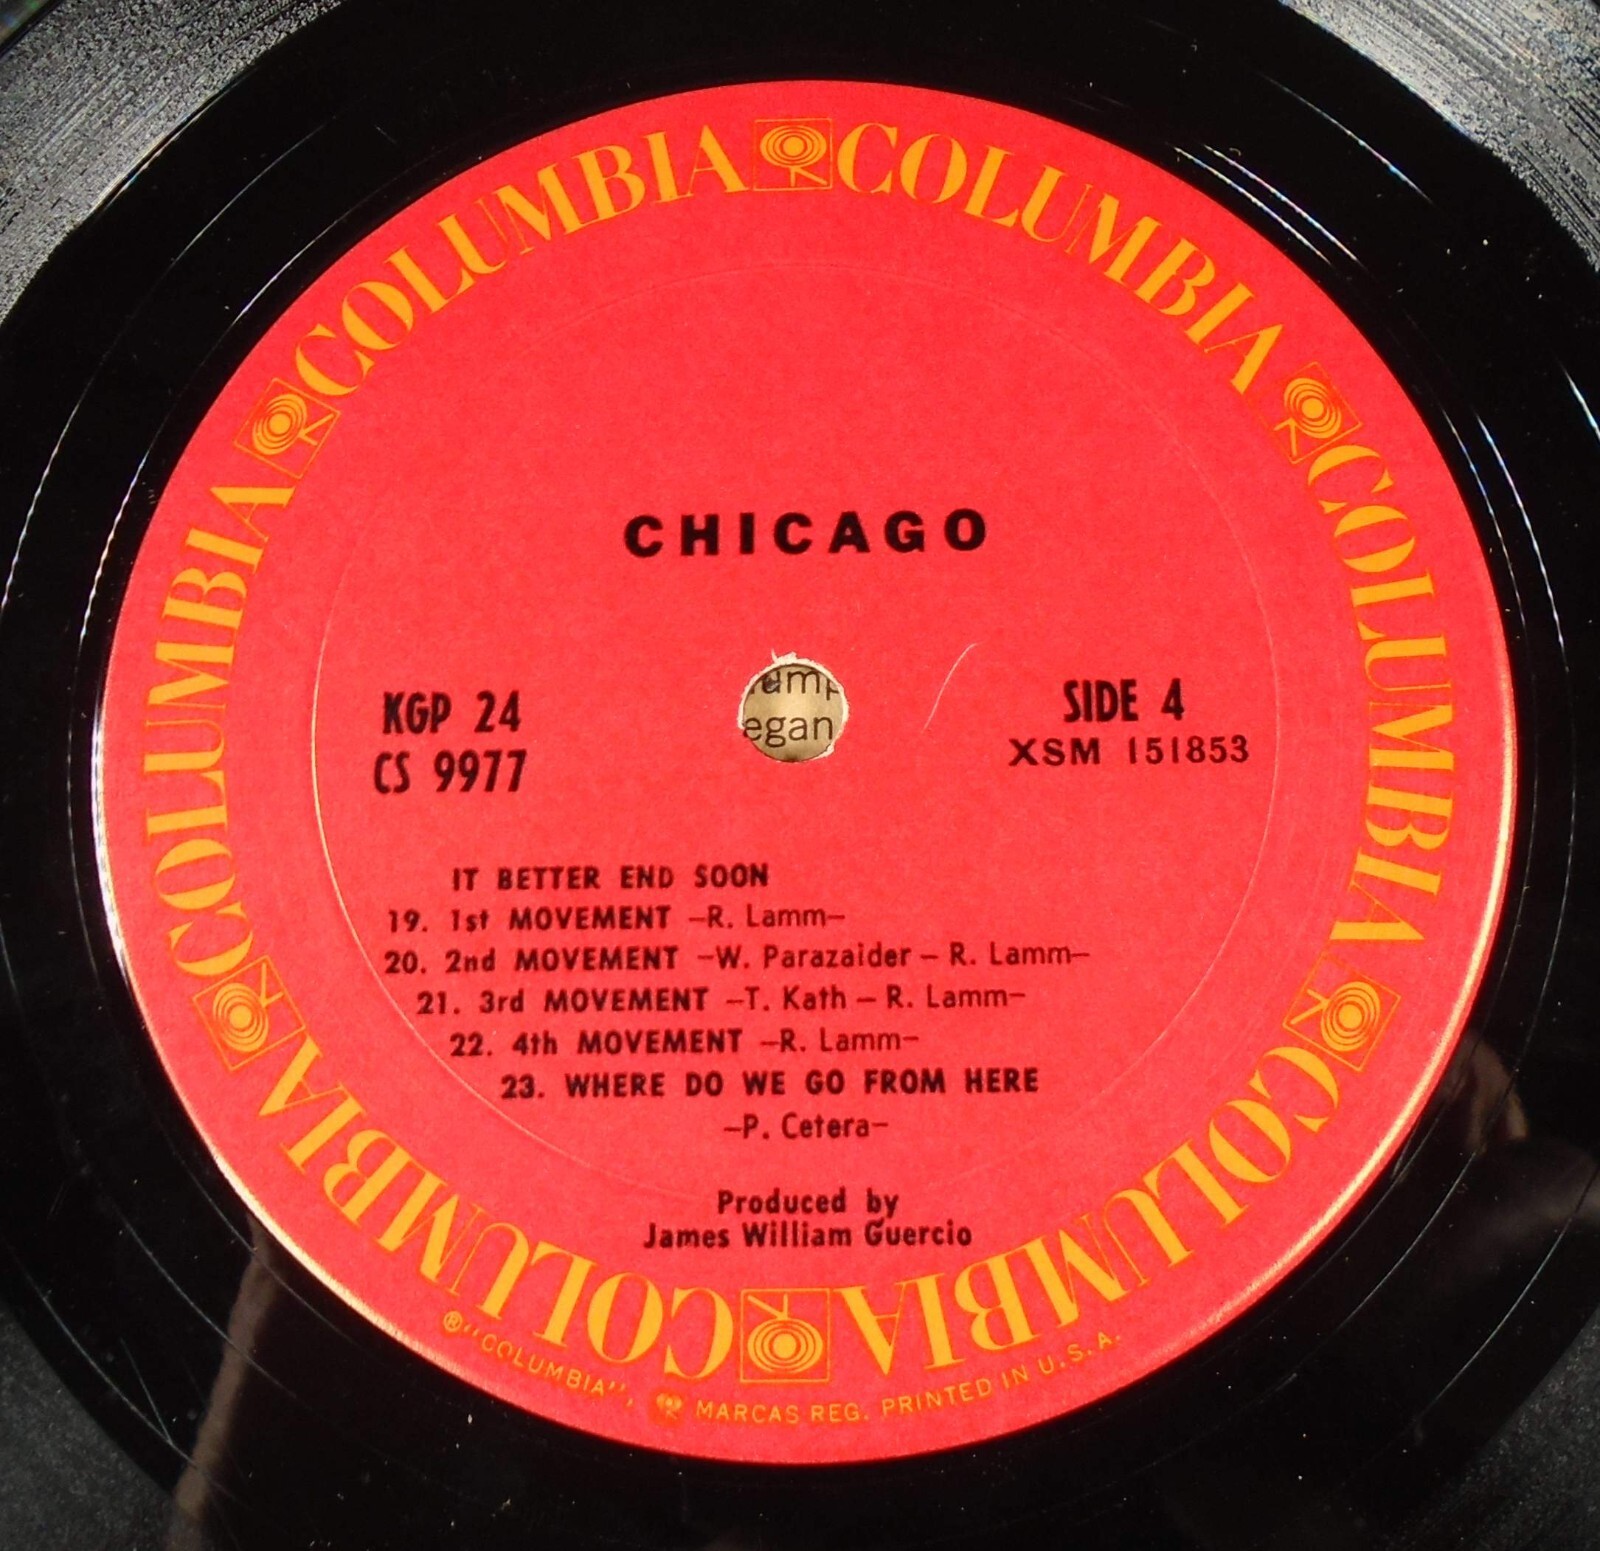 COLUMBIA COLUMBIA COLUMBIA COLUMBIA COLUMBIA COLUMBIA
CHICAGO
ump
egan
KGP 24
CS 9977
SIDE 4
XSM 151853
IT BETTER END SOON
19. 1st MOVEMENT –R. Lamm–
20. 2nd MOVEMENT –W. Parazaider – R. Lamm–
21. 3rd MOVEMENT –T. Kath – R. Lamm–
22. 4th MOVEMENT –R. Lamm–
23. WHERE DO WE GO FROM HERE
–P. Cetera–
Produced by
James William Guercio
®"COLUMBIA", MARCAS REG. PRINTED IN U.S.A.